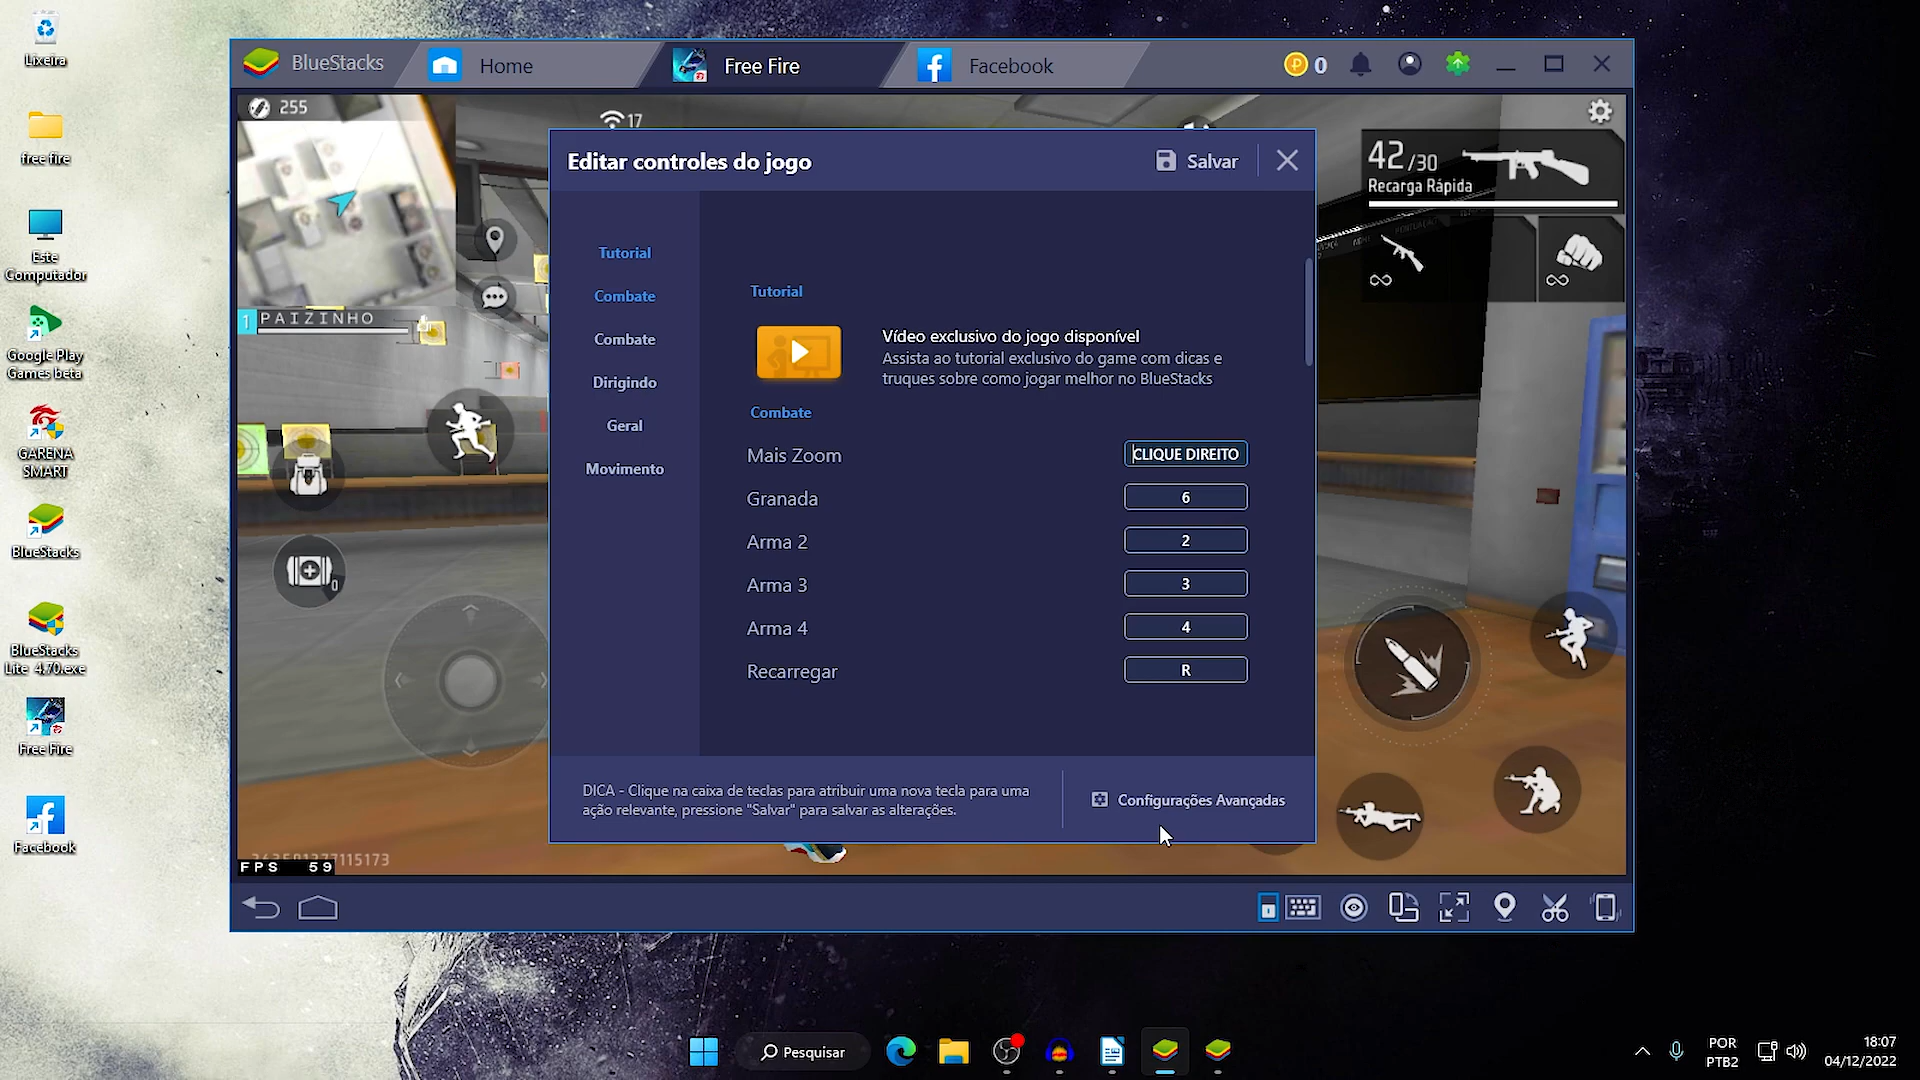 Lixeira
free fire
Este
Computador
Google Play
Games beta
GARENA
SMART
BlueStacks
BlueStacks
Lite_4.70.exe
Free Fire
Facebook
BlueStacks
Home
Free Fire
Facebook
0
255
17
1 PAIZINHO
0
42/30
Recarga Rápida
Editar controles do jogo
Salvar
Tutorial
Combate
Combate
Dirigindo
Geral
Movimento
Tutorial
Vídeo exclusivo do jogo disponível
Assista ao tutorial exclusivo do game com dicas e
truques sobre como jogar melhor no BlueStacks
Combate
Mais Zoom
CLIQUE DIREITO
Granada
6
Arma 2
2
Arma 3
3
Arma 4
4
Recarregar
R
DICA - Clique na caixa de teclas para atribuir uma nova tecla para uma
ação relevante, pressione "Salvar" para salvar as alterações.
Configurações Avançadas
FPS 59
Pesquisar
POR
PTB2
18:07
04/12/2022